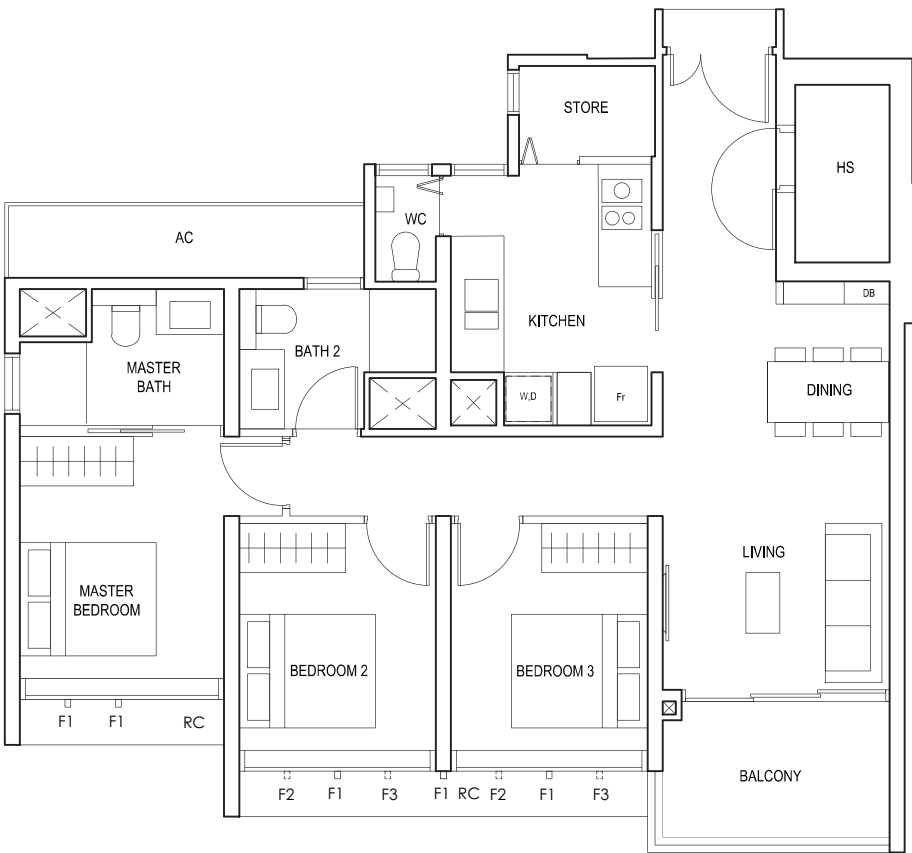 STORE
HS
WC
AC
DB
KITCHEN
BATH 2
MASTER
BATH
DINING
W,D
Fr
LIVING
MASTER
BEDROOM
BEDROOM 2
BEDROOM 3
F1
F1
RC
BALCONY
F2
F1
F3
F1
RC
F2
F1
F3